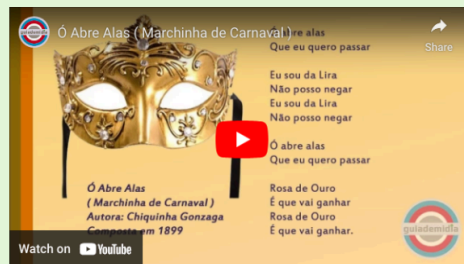 Ó Abre Alas ( Marchinha de Carnaval )
Share
Ó abre alas
Que eu quero passar
Eu sou da Lira
Não posso negar
Eu sou da Lira
Não posso negar
Ó abre alas
Que eu quero passar
Rosa de Ouro
É que vai ganhar
Rosa de Ouro
É que vai ganhar.
Ó Abre Alas
( Marchinha de Carnaval )
Autora: Chiquinha Gonzaga
Composta em 1899
guiademidia
Watch on YouTube
guiademidia